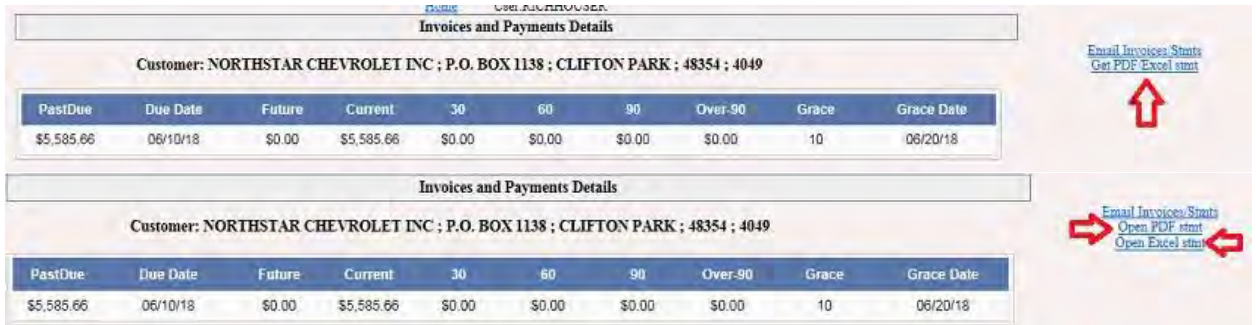 Home User:RICHHOUSER
Invoices and Payments Details
Customer: NORTHSTAR CHEVROLET INC ; P.O. BOX 1138 ; CLIFTON PARK ; 48354 ; 4049
Email Invoices/Stmts
Get PDF/Excel stmt
PastDue Due Date Future Current 30 60 90 Over-90 Grace Grace Date
$5,585.66 06/10/18 $0.00 $5,585.66 $0.00 $0.00 $0.00 $0.00 10 06/20/18
Invoices and Payments Details
Customer: NORTHSTAR CHEVROLET INC ; P.O. BOX 1138 ; CLIFTON PARK ; 48354 ; 4049
Email Invoices/Stmts
Open PDF stmt
Open Excel stmt
PastDue Due Date Future Current 30 60 90 Over-90 Grace Grace Date
$5,585.66 06/10/18 $0.00 $5,585.66 $0.00 $0.00 $0.00 $0.00 10 06/20/18